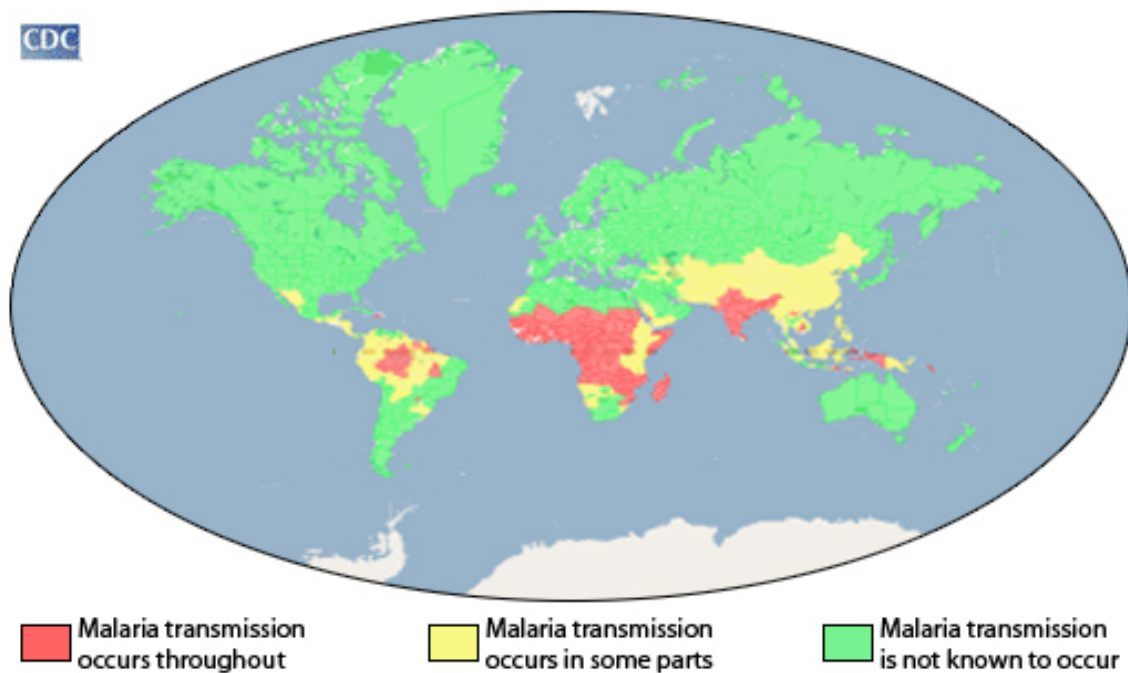 CDC
Malaria transmission
occurs throughout
Malaria transmission
occurs in some parts
Malaria transmission
is not known to occur